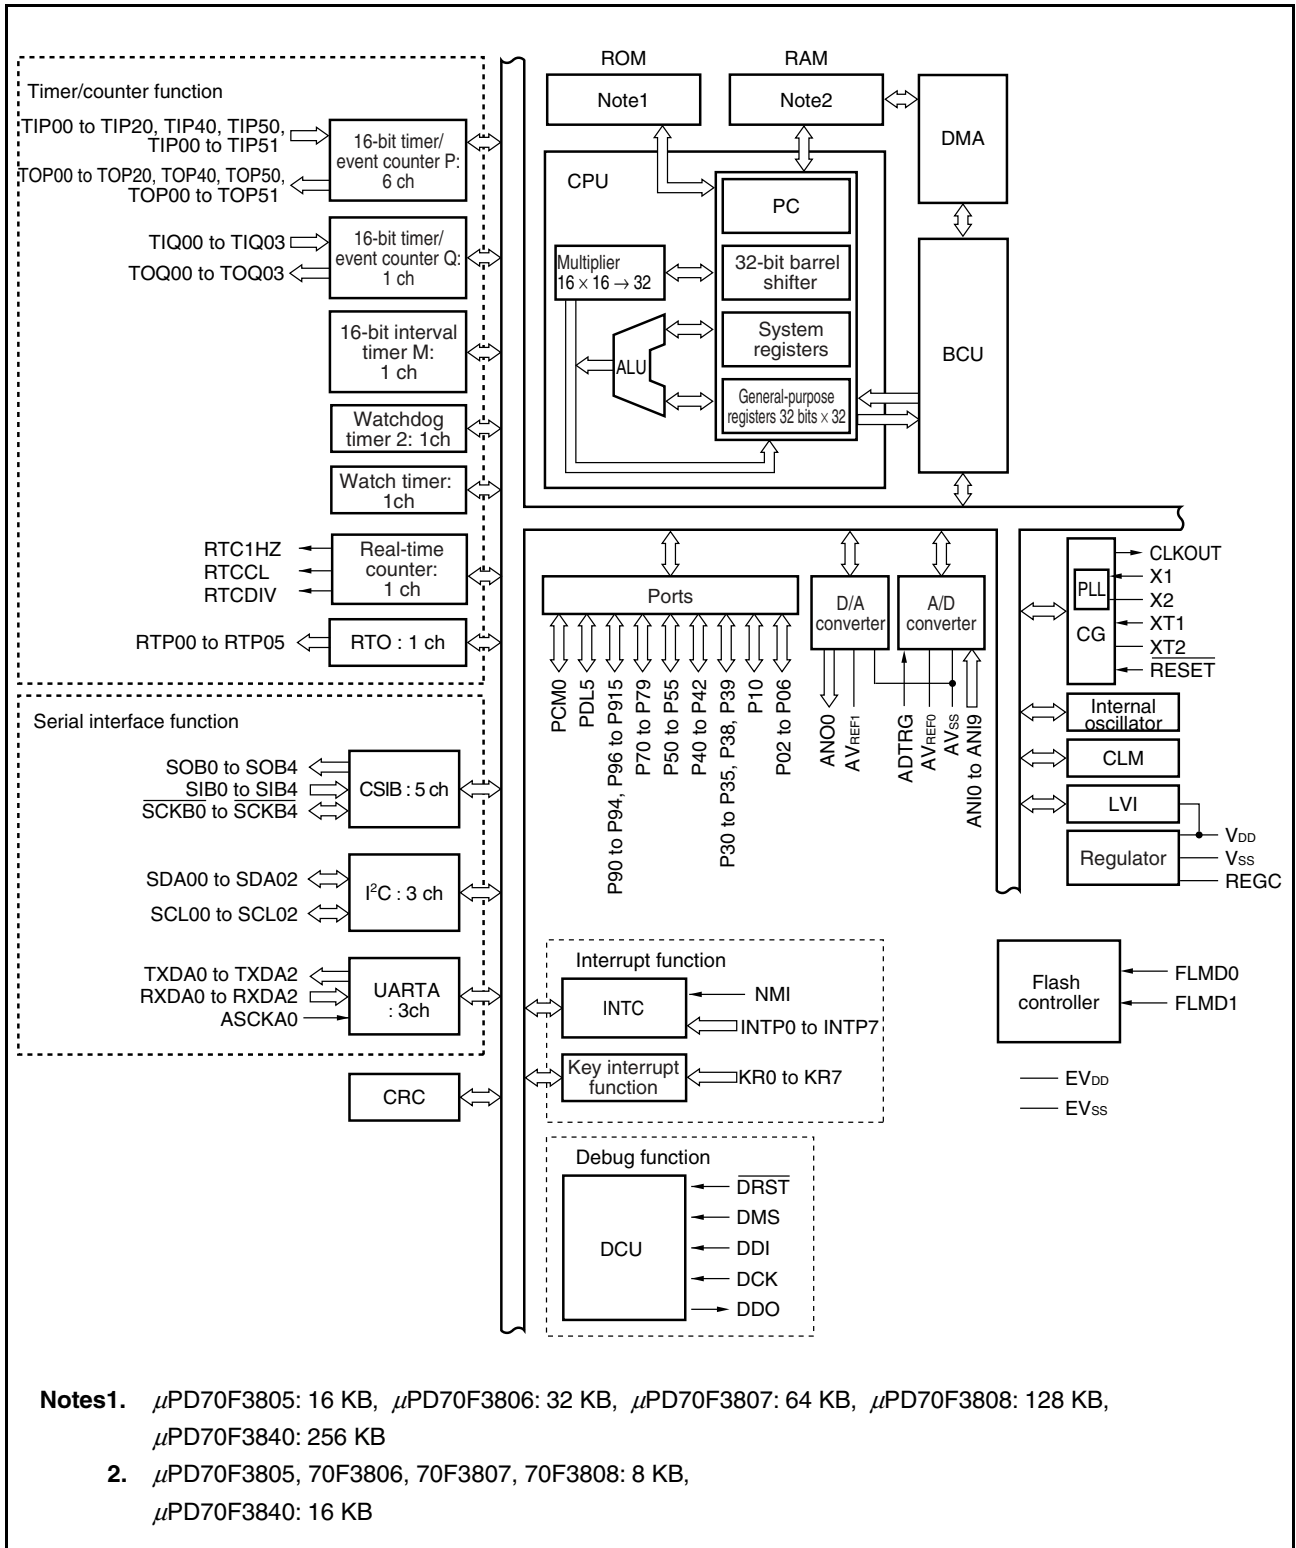 Timer/counter function
TIP00 to TIP20, TIP40, TIP50,
TIP00 to TIP51
TOP00 to TOP20, TOP40, TOP50,
TOP00 to TOP51
16-bit timer/
event counter P:
6 ch
TIQ00 to TIQ03
TOQ00 to TOQ03
16-bit timer/
event counter Q:
1 ch
16-bit interval
timer M:
1 ch
Watchdog
timer 2: 1ch
Watch timer:
1ch
RTC1HZ
RTCCL
RTCDIV
Real-time
counter:
1 ch
RTP00 to RTP05
RTO : 1 ch
Serial interface function
SOB0 to SOB4
SIB0 to SIB4
SCKB0 to SCKB4
CSIB : 5 ch
SDA00 to SDA02
SCL00 to SCL02
I²C : 3 ch
TXDA0 to TXDA2
RXDA0 to RXDA2
ASCKA0
UARTA
: 3ch
CRC
ROM
Note1
RAM
Note2
DMA
CPU
PC
Multiplier
16 × 16 → 32
32-bit barrel
shifter
ALU
System
registers
General-purpose
registers 32 bits × 32
BCU
Ports
PCM0
PDL5
P90 to P94, P96 to P915
P70 to P79
P50 to P55
P40 to P42
P30 to P35, P38, P39
P10
P02 to P06
D/A
converter
ANO0
AVREF1
A/D
converter
ADTRG
AVREF0
AVSS
ANI0 to ANI9
PLL
CG
CLKOUT
X1
X2
XT1
XT2
RESET
Internal
oscillator
CLM
LVI
Regulator
VDD
VSS
REGC
Interrupt function
INTC
NMI
INTP0 to INTP7
Key interrupt
function
KR0 to KR7
Flash
controller
FLMD0
FLMD1
EVDD
EVSS
Debug function
DCU
DRST
DMS
DDI
DCK
DDO
Notes1. μPD70F3805: 16 KB, μPD70F3806: 32 KB, μPD70F3807: 64 KB, μPD70F3808: 128 KB,
μPD70F3840: 256 KB
2. μPD70F3805, 70F3806, 70F3807, 70F3808: 8 KB,
μPD70F3840: 16 KB